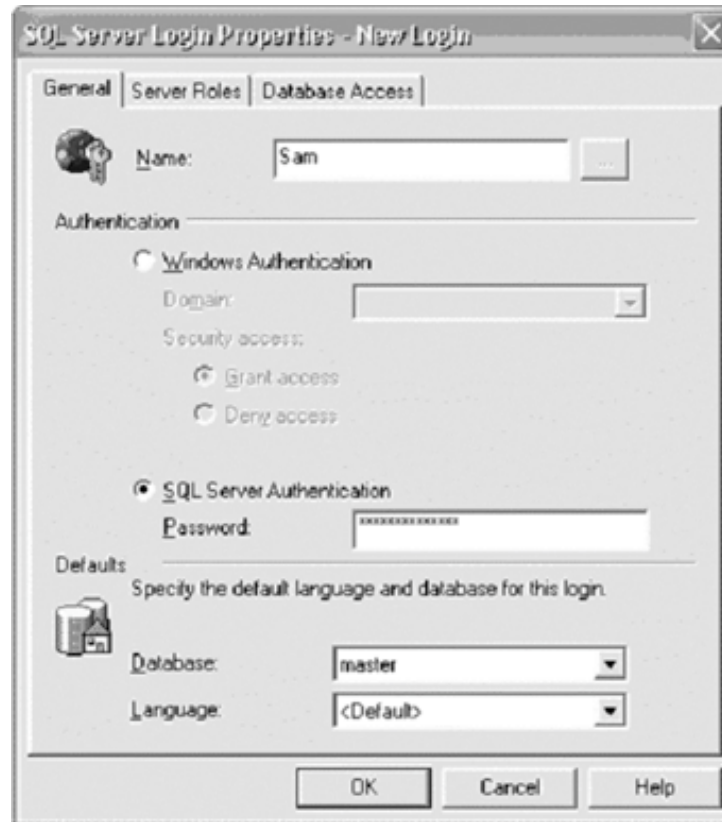 SQL Server Login Properties - New Login
General Server Roles Database Access
Name: Sam ...
Authentication
Windows Authentication
Domain:
Security access:
Grant access
Deny access
SQL Server Authentication
Password: **************
Defaults
Specify the default language and database for this login.
Database: master
Language: <Default>
OK Cancel Help